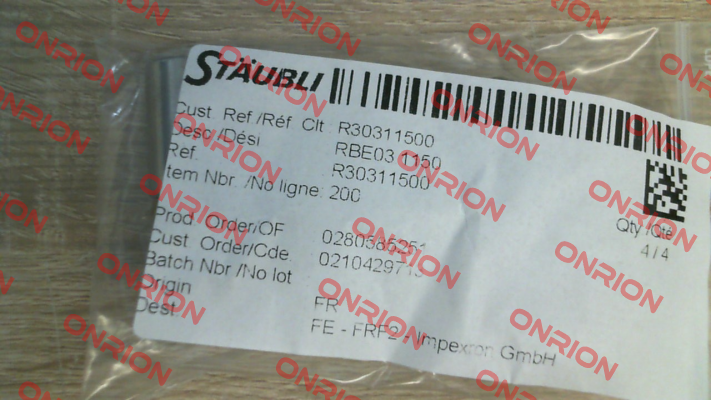 STÄUBLI
Cust. Ref./Réf. Clt R30311500
Desc./Dési RBE03.1150
Ref. R30311500
Item Nbr. /No ligne: 200
Qty /Qté
4 / 4
Prod. Order/OF 0280585251
Cust. Order/Cde
Batch Nbr /No lot
Origin FR
Dest. FE - FRF2 - Impexron GmbH
ONRION